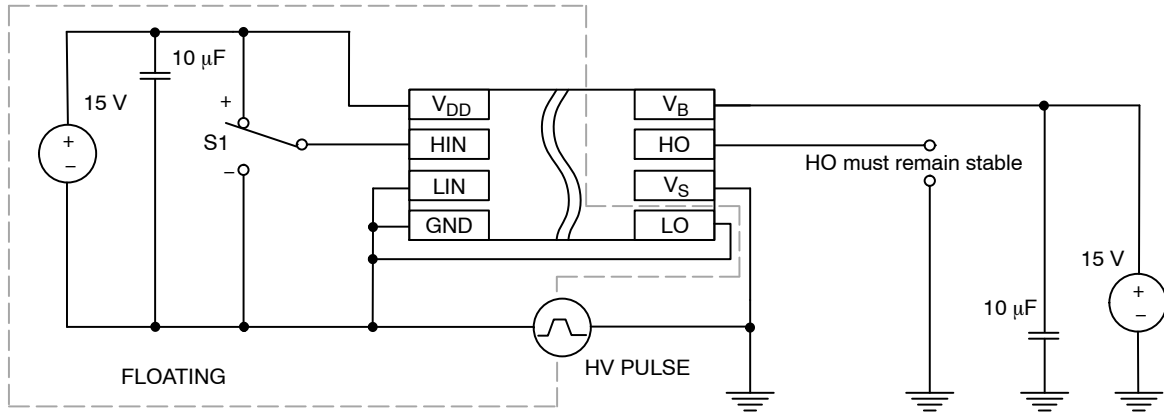 10 μF
15 V
+
−
+
S1
−
V_DD
HIN
LIN
GND
V_B
HO
V_S
LO
HO must remain stable
15 V
+
−
10 μF
HV PULSE
FLOATING